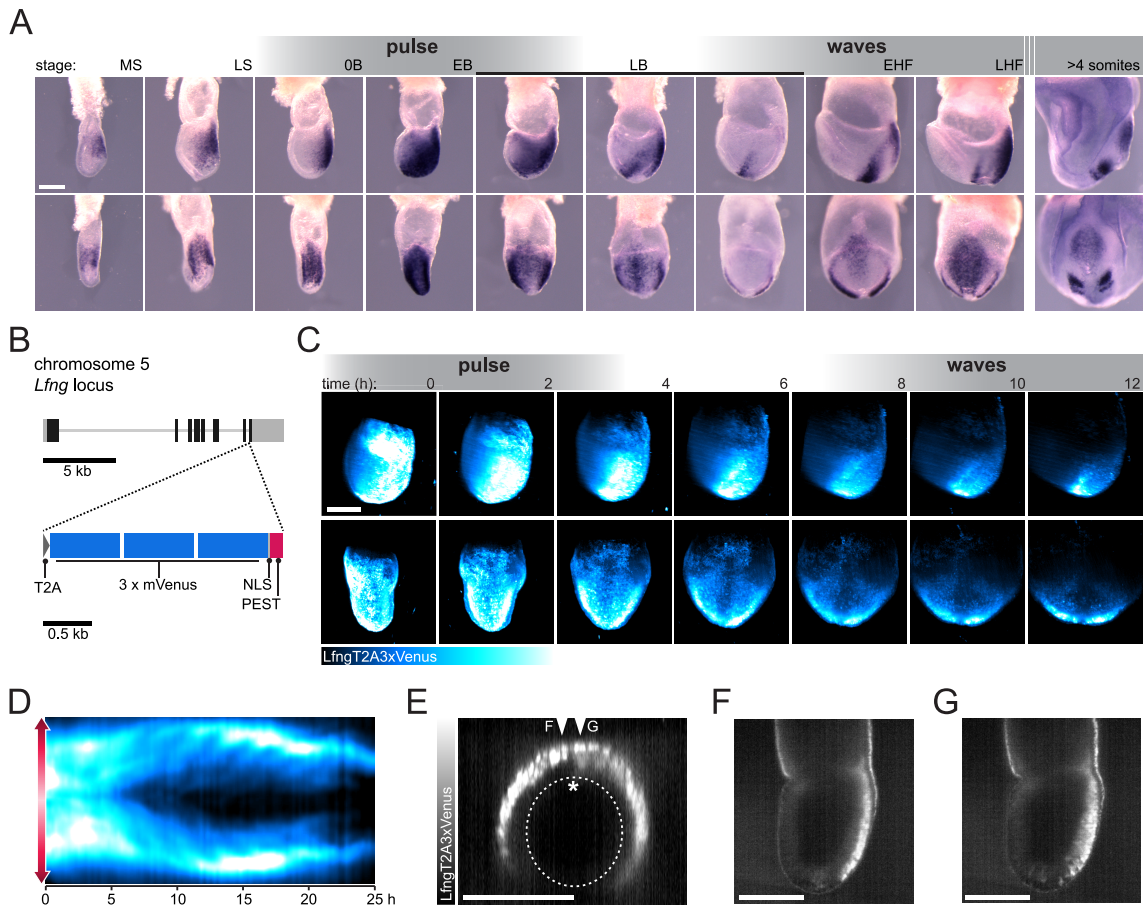 A
pulse
waves
stage: MS LS 0B EB LB EHF LHF >4 somites
B
chromosome 5
Lfng locus
5 kb
T2A
3 x mVenus
NLS
PEST
0.5 kb
C
pulse
waves
time (h): 0 2 4 6 8 10 12
LfngT2A3xVenus
D
0 5 10 15 20 25 h
E
F G
*
LfngT2A3xVenus
F
G